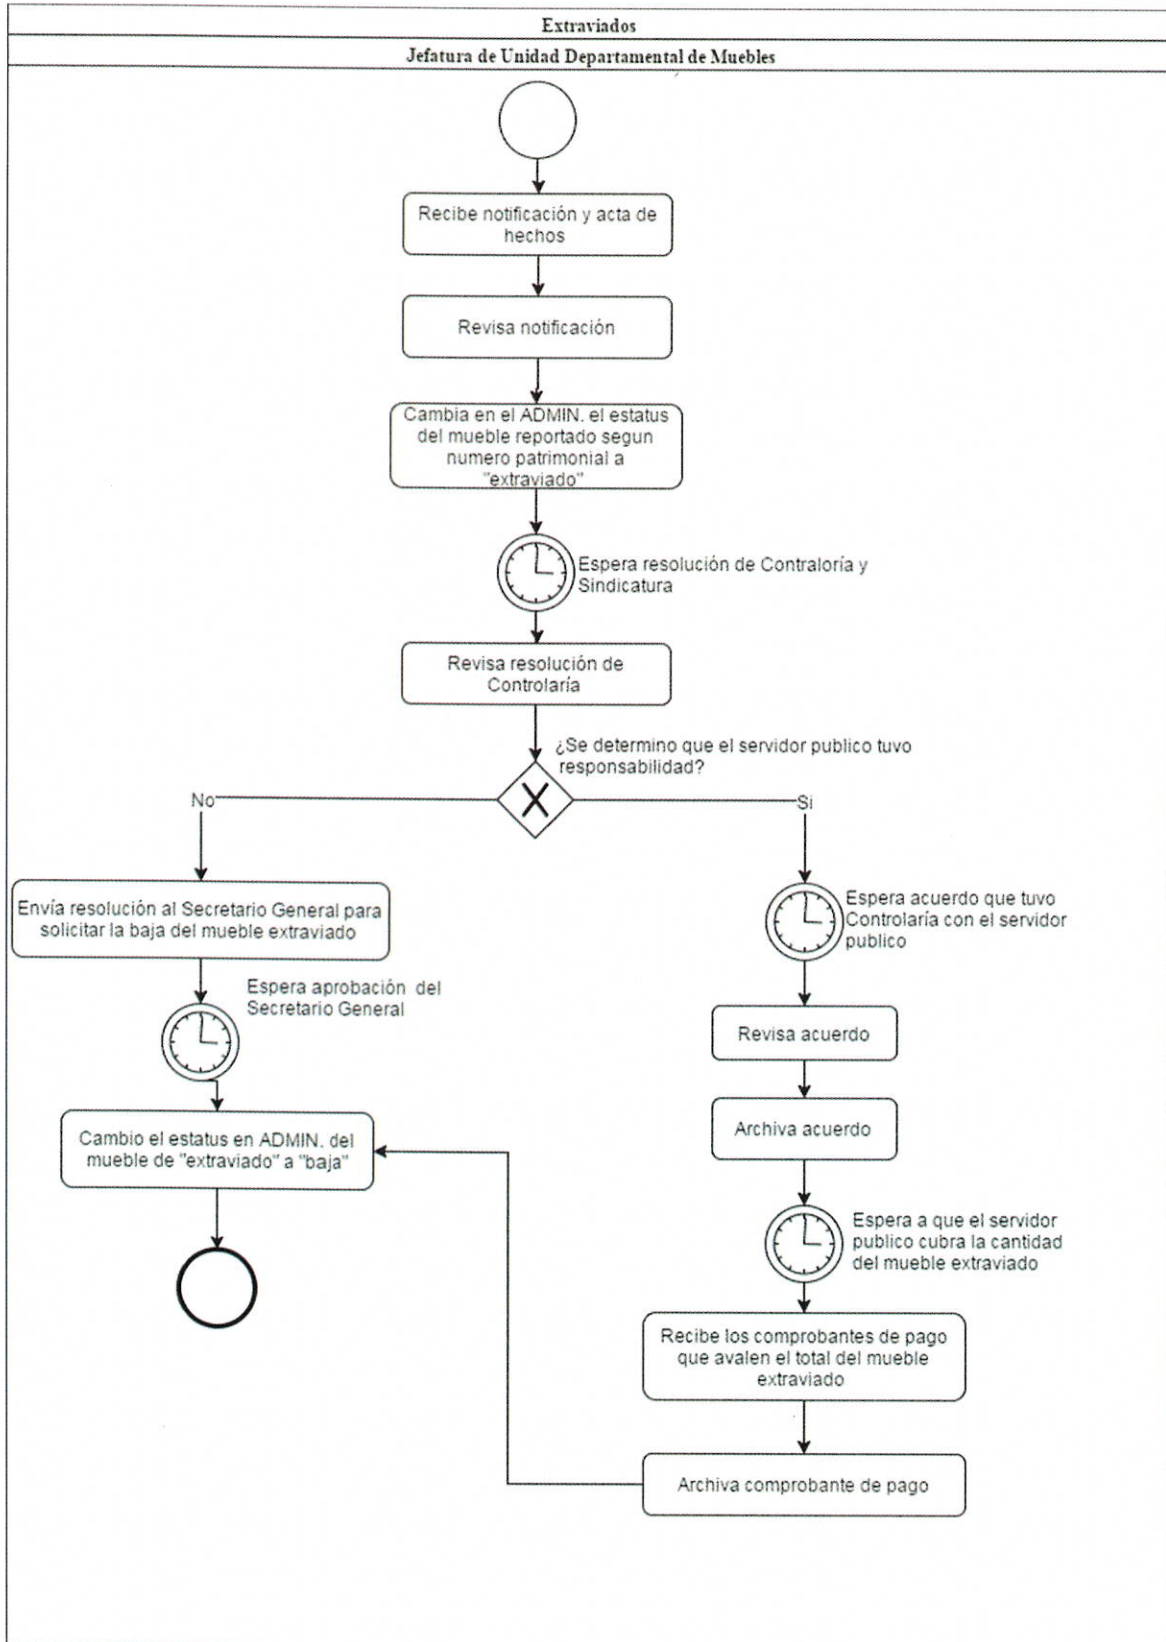 Extraviados
Jefatura de Unidad Departamental de Muebles
Recibe notificación y acta de
hechos
Revisa notificación
Cambia en el ADMIN. el estatus
del mueble reportado segun
numero patrimonial a
"extraviado"
Espera resolución de Contraloría y
Sindicatura
Revisa resolución de
Controlaría
¿Se determino que el servidor publico tuvo
responsabilidad?
No
Si
Envía resolución al Secretario General para
solicitar la baja del mueble extraviado
Espera aprobación del
Secretario General
Cambio el estatus en ADMIN. del
mueble de "extraviado" a "baja"
Espera acuerdo que tuvo
Controlaría con el servidor
publico
Revisa acuerdo
Archiva acuerdo
Espera a que el servidor
publico cubra la cantidad
del mueble extraviado
Recibe los comprobantes de pago
que avalen el total del mueble
extraviado
Archiva comprobante de pago